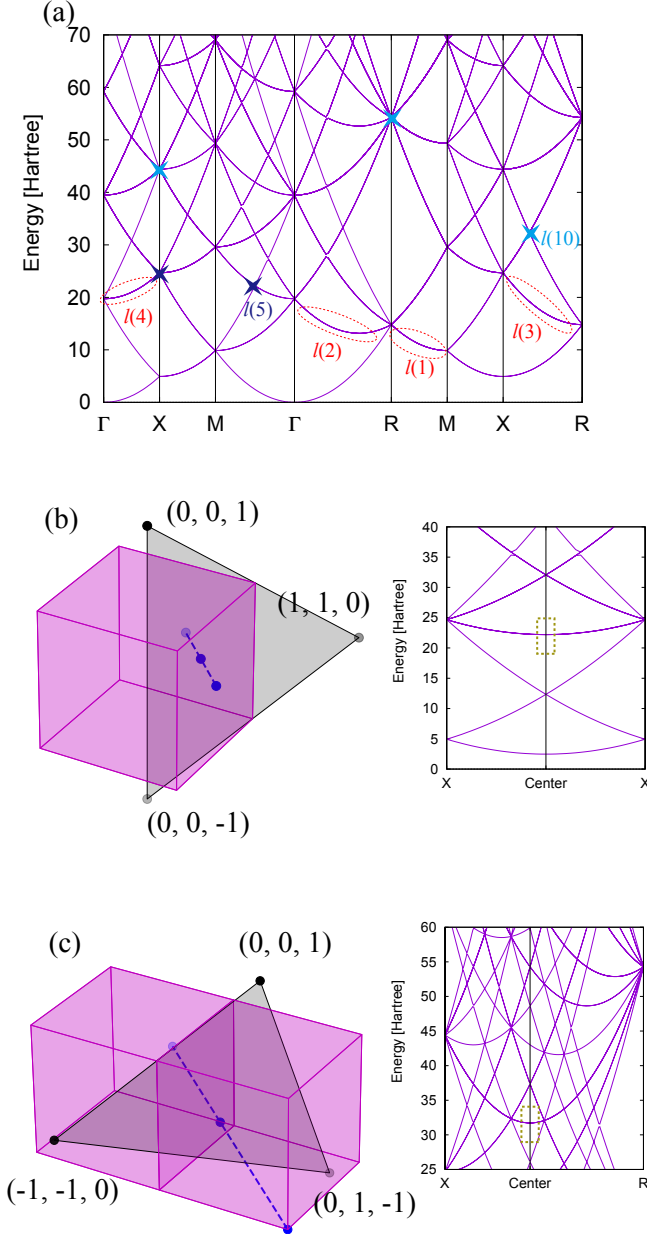 (a)
70
60
50
40
30
20
10
0
Energy [Hartree]
l(4)
l(5)
l(2)
l(1)
l(10)
l(3)
Γ X M Γ R M X R
(b)
(0, 0, 1)
(1, 1, 0)
(0, 0, -1)
40
35
30
25
20
15
10
5
0
Energy [Hartree]
X Center X
(c)
(0, 0, 1)
(-1, -1, 0)
(0, 1, -1)
60
55
50
45
40
35
30
25
Energy [Hartree]
X Center R